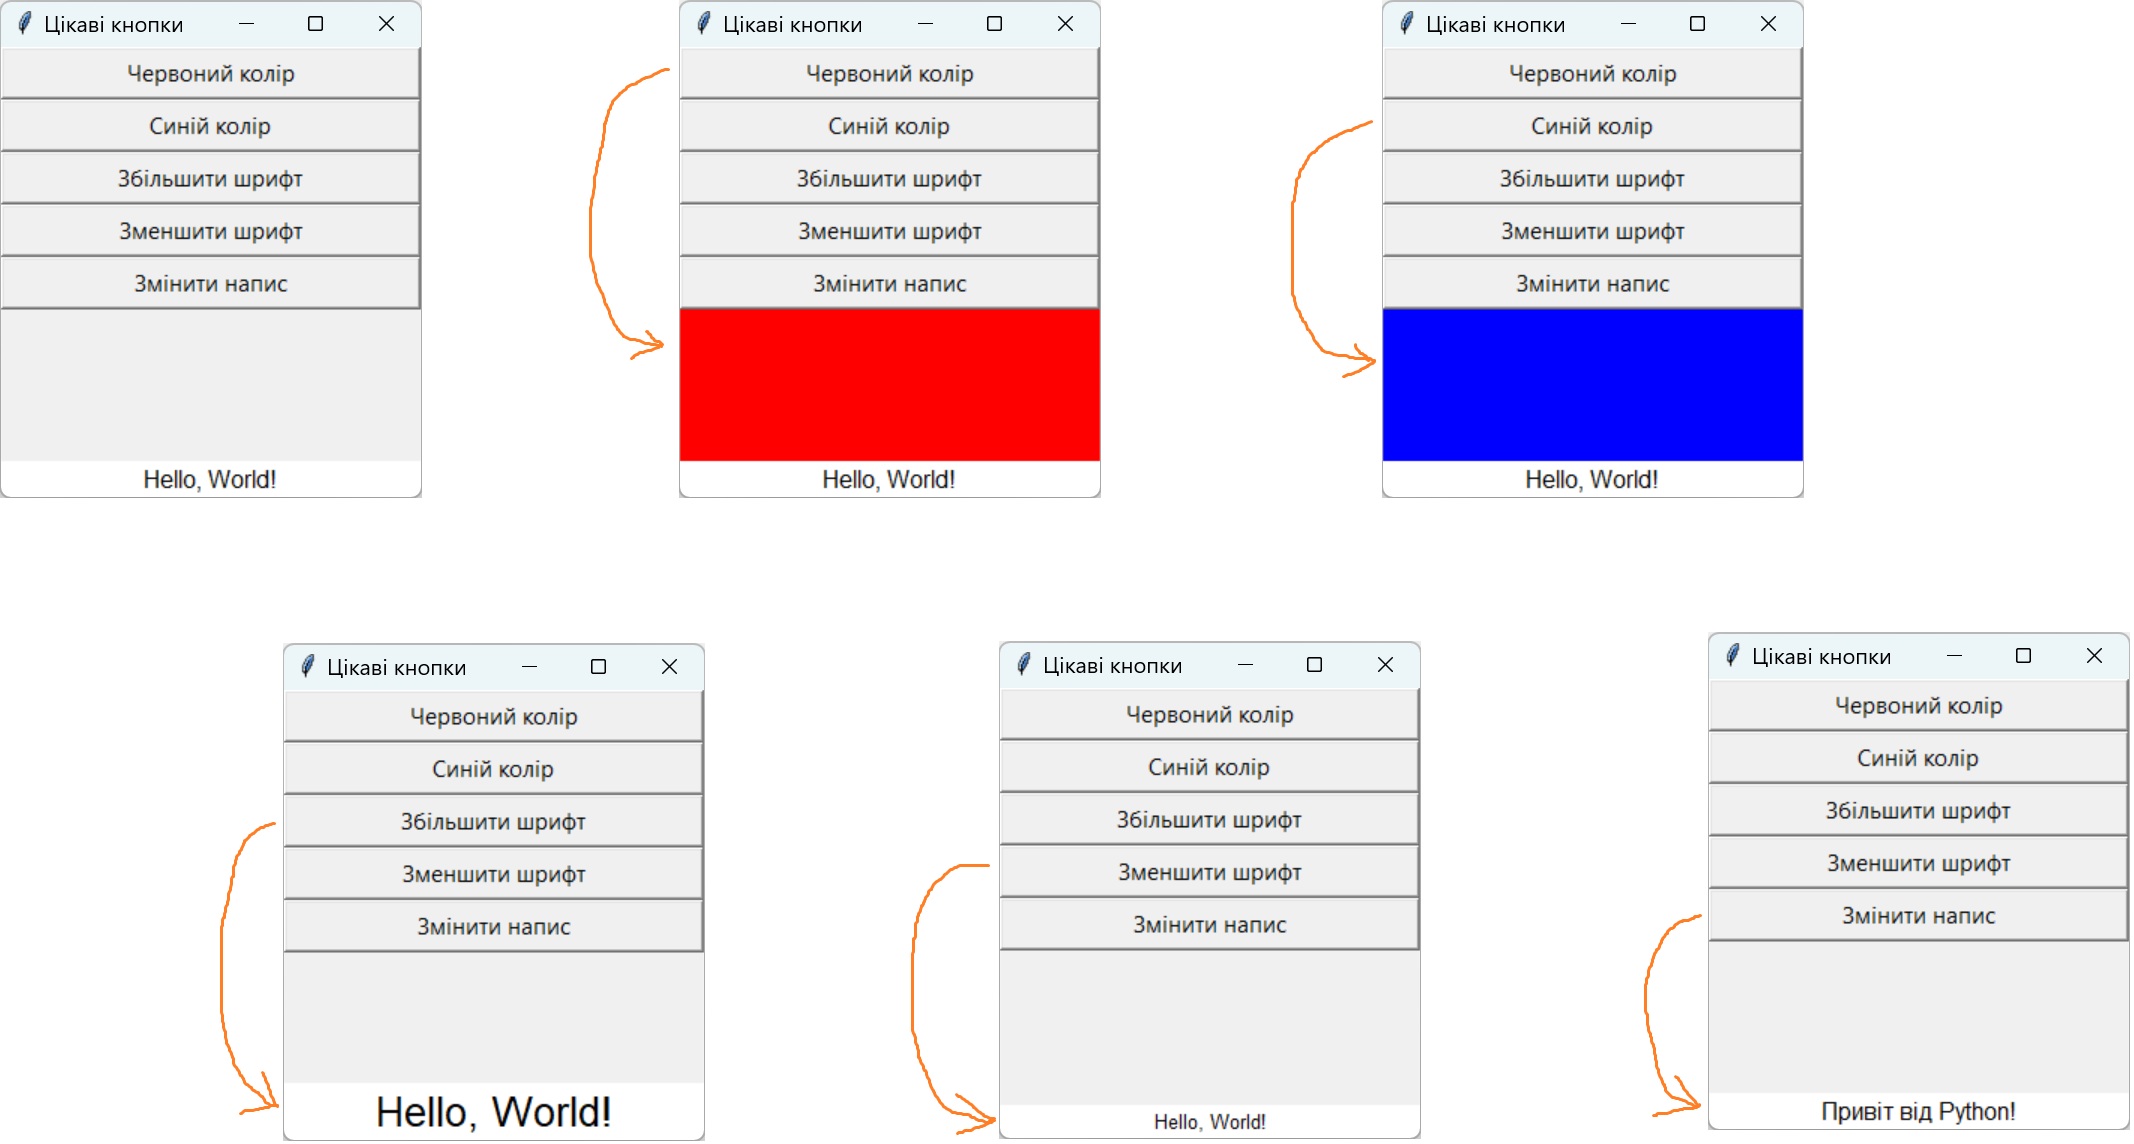 Цікаві кнопки
Червоний колір
Синій колір
Збільшити шрифт
Зменшити шрифт
Змінити напис
Hello, World!
Цікаві кнопки
Червоний колір
Синій колір
Збільшити шрифт
Зменшити шрифт
Змінити напис
Hello, World!
Цікаві кнопки
Червоний колір
Синій колір
Збільшити шрифт
Зменшити шрифт
Змінити напис
Hello, World!
Цікаві кнопки
Червоний колір
Синій колір
Збільшити шрифт
Зменшити шрифт
Змінити напис
Hello, World!
Цікаві кнопки
Червоний колір
Синій колір
Збільшити шрифт
Зменшити шрифт
Змінити напис
Hello, World!
Цікаві кнопки
Червоний колір
Синій колір
Збільшити шрифт
Зменшити шрифт
Змінити напис
Привіт від Python!